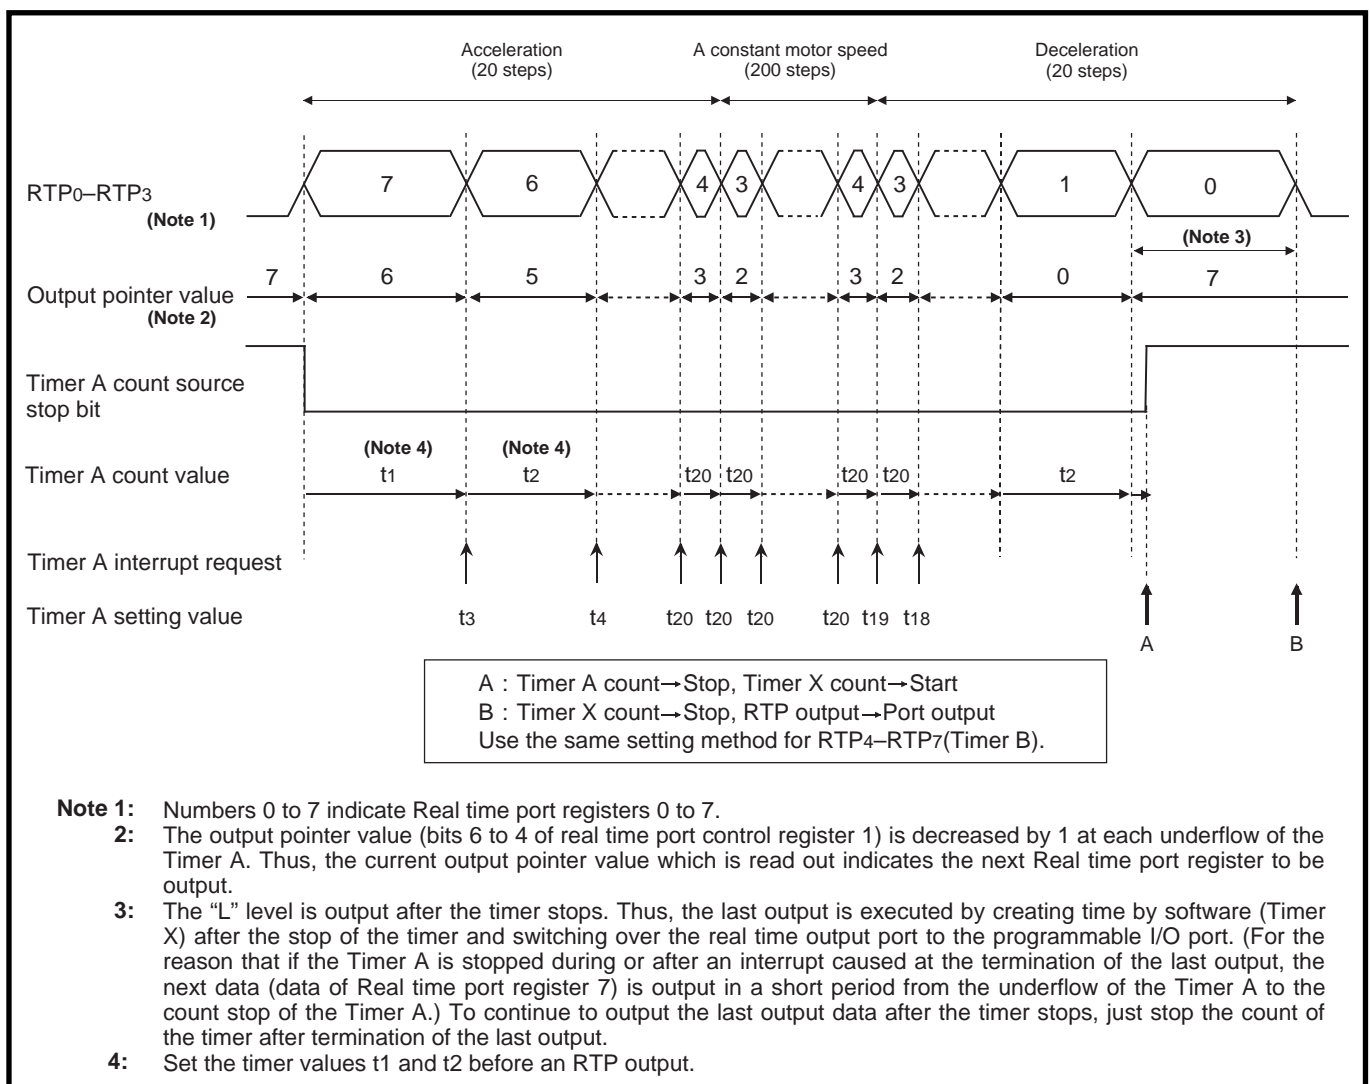 Acceleration
(20 steps)
A constant motor speed
(200 steps)
Deceleration
(20 steps)
RTP0–RTP3
(Note 1)
7 6 4 3 4 3 1 0
(Note 3)
Output pointer value
(Note 2)
7 6 5 3 2 3 2 0 7
Timer A count source
stop bit
(Note 4) (Note 4)
Timer A count value
t1 t2 t20 t20 t20 t20 t2
Timer A interrupt request
Timer A setting value
t3 t4 t20 t20 t20 t20 t19 t18
A B
A : Timer A count→Stop, Timer X count→Start
B : Timer X count→Stop, RTP output→Port output
Use the same setting method for RTP4–RTP7(Timer B).
Note 1: Numbers 0 to 7 indicate Real time port registers 0 to 7.
2: The output pointer value (bits 6 to 4 of real time port control register 1) is decreased by 1 at each underflow of the
Timer A. Thus, the current output pointer value which is read out indicates the next Real time port register to be
output.
3: The “L” level is output after the timer stops. Thus, the last output is executed by creating time by software (Timer
X) after the stop of the timer and switching over the real time output port to the programmable I/O port. (For the
reason that if the Timer A is stopped during or after an interrupt caused at the termination of the last output, the
next data (data of Real time port register 7) is output in a short period from the underflow of the Timer A to the
count stop of the Timer A.) To continue to output the last output data after the timer stops, just stop the count of
the timer after termination of the last output.
4: Set the timer values t1 and t2 before an RTP output.